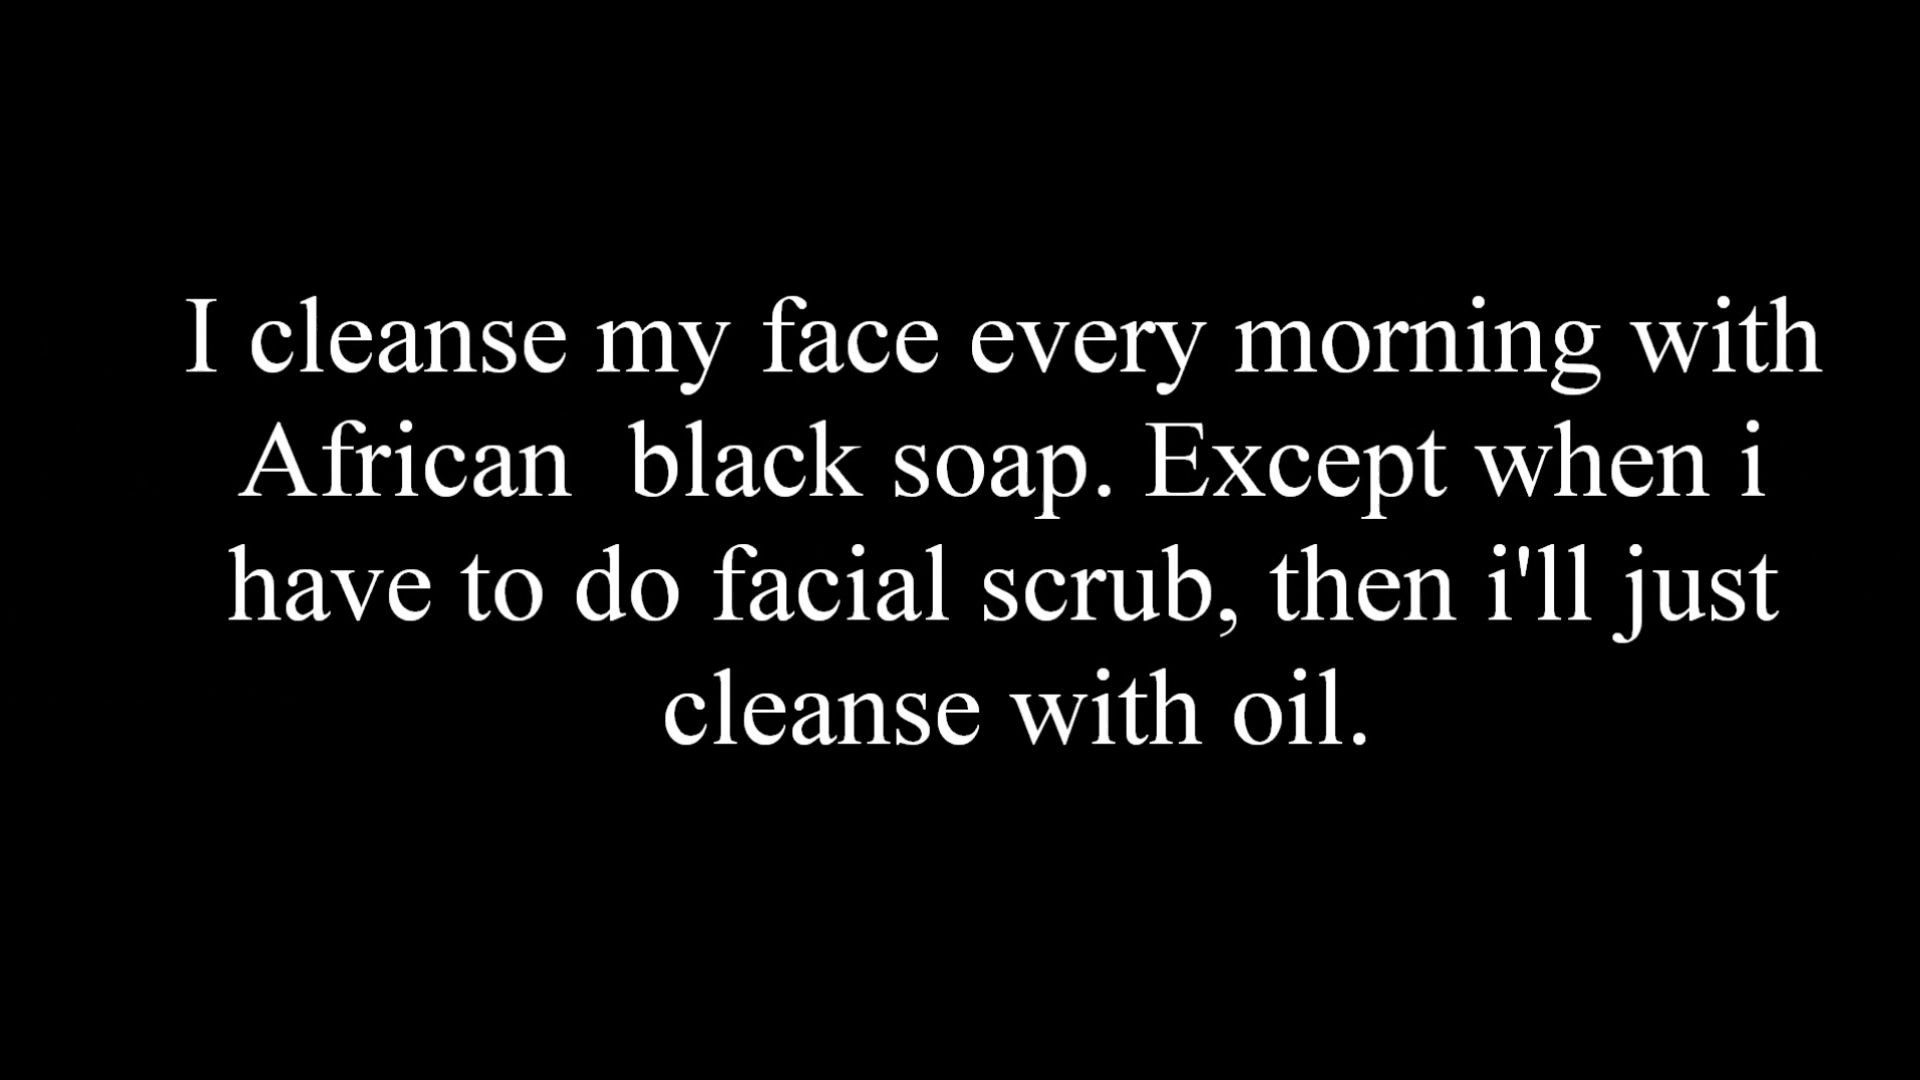 I cleanse my face every morning with
African  black soap. Except when i
have to do facial scrub, then i'll just
cleanse with oil.